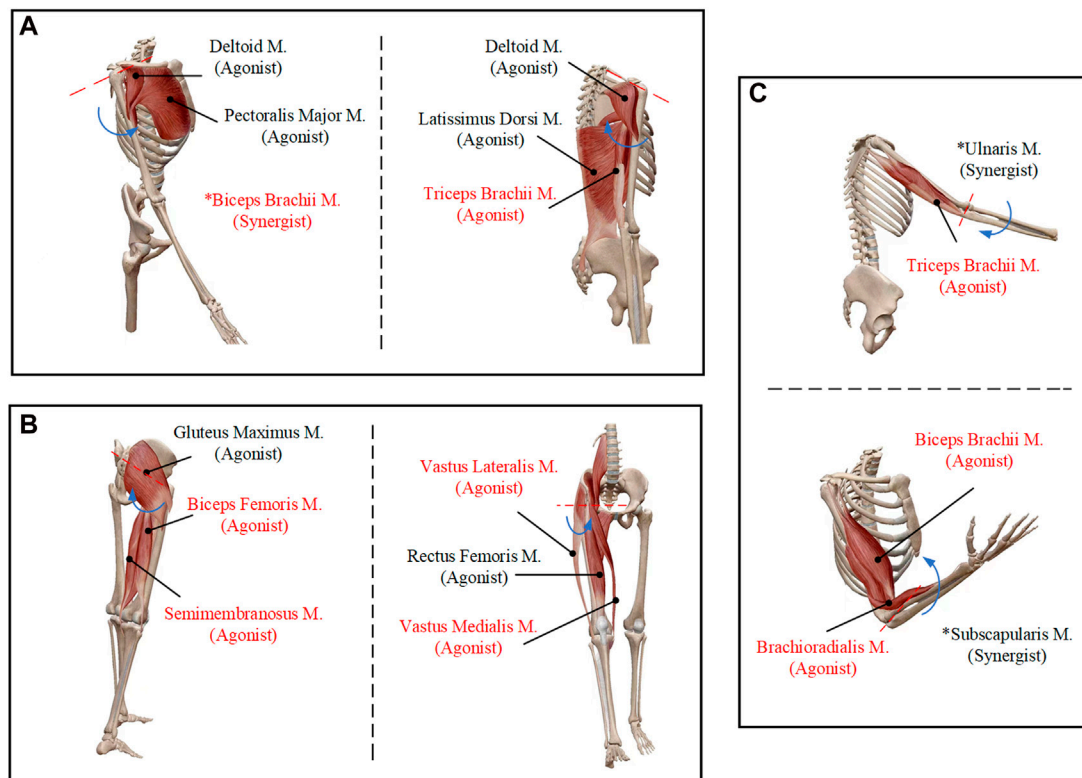 A
Deltoid M.
(Agonist)
Pectoralis Major M.
(Agonist)
*Biceps Brachii M.
(Synergist)
Deltoid M.
(Agonist)
Latissimus Dorsi M.
(Agonist)
Triceps Brachii M.
(Agonist)
B
Gluteus Maximus M.
(Agonist)
Biceps Femoris M.
(Agonist)
Semimembranosus M.
(Agonist)
Vastus Lateralis M.
(Agonist)
Rectus Femoris M.
(Agonist)
Vastus Medialis M.
(Agonist)
C
*Ulnaris M.
(Synergist)
Triceps Brachii M.
(Agonist)
Biceps Brachii M.
(Agonist)
Brachioradialis M.
(Agonist)
*Subscapularis M.
(Synergist)